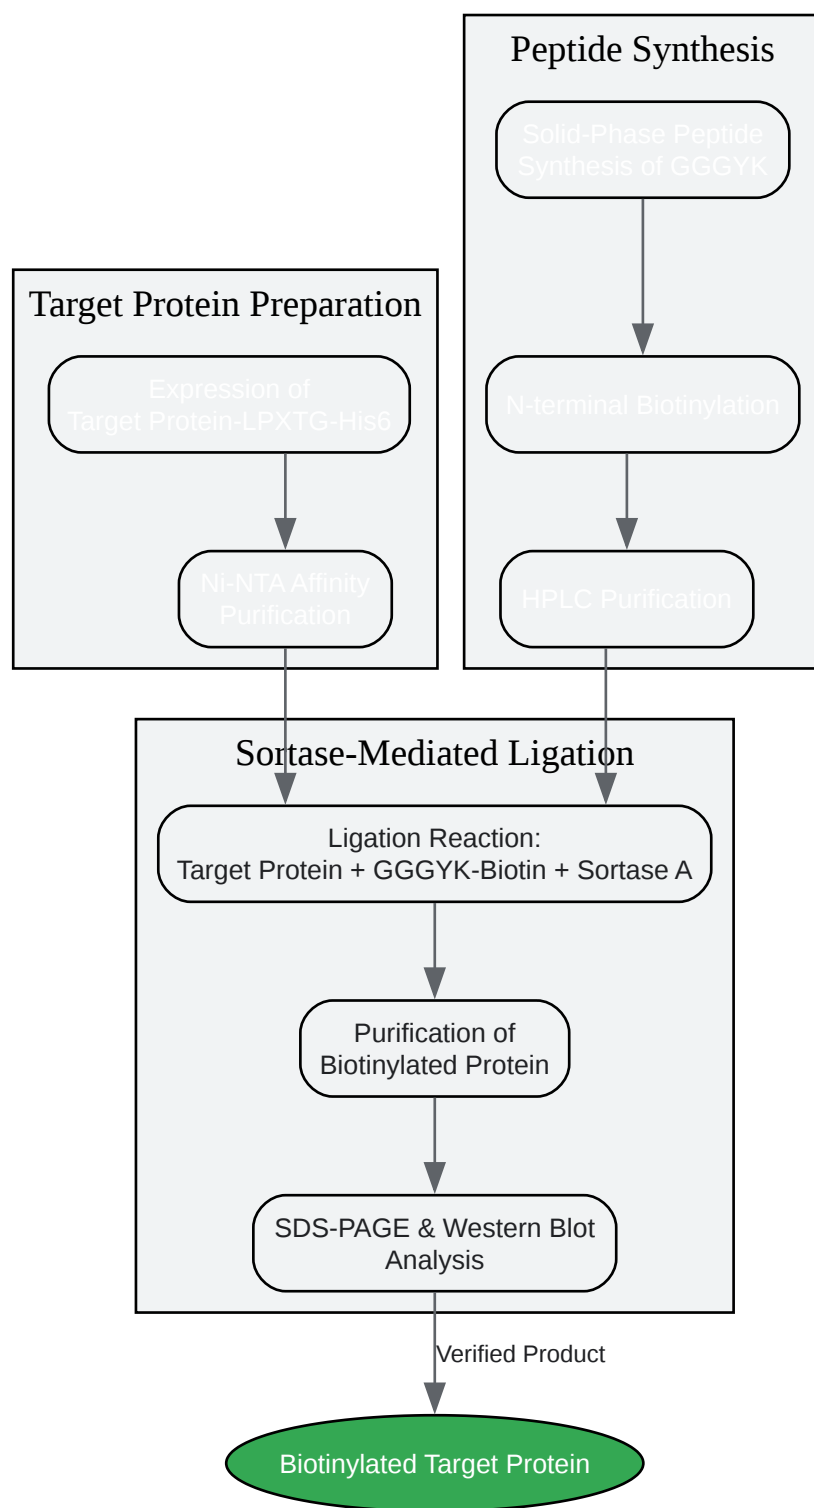 Peptide Synthesis
Solid-Phase Peptide
Synthesis of GGGYK
Target Protein Preparation
Expression of
Target Protein-LPXTG-His6
N-terminal Biotinylation
Ni-NTA Affinity
Purification
HPLC Purification
Sortase-Mediated Ligation
Ligation Reaction:
Target Protein + GGGYK-Biotin + Sortase A
Purification of
Biotinylated Protein
SDS-PAGE & Western Blot
Analysis
Verified Product
Biotinylated Target Protein